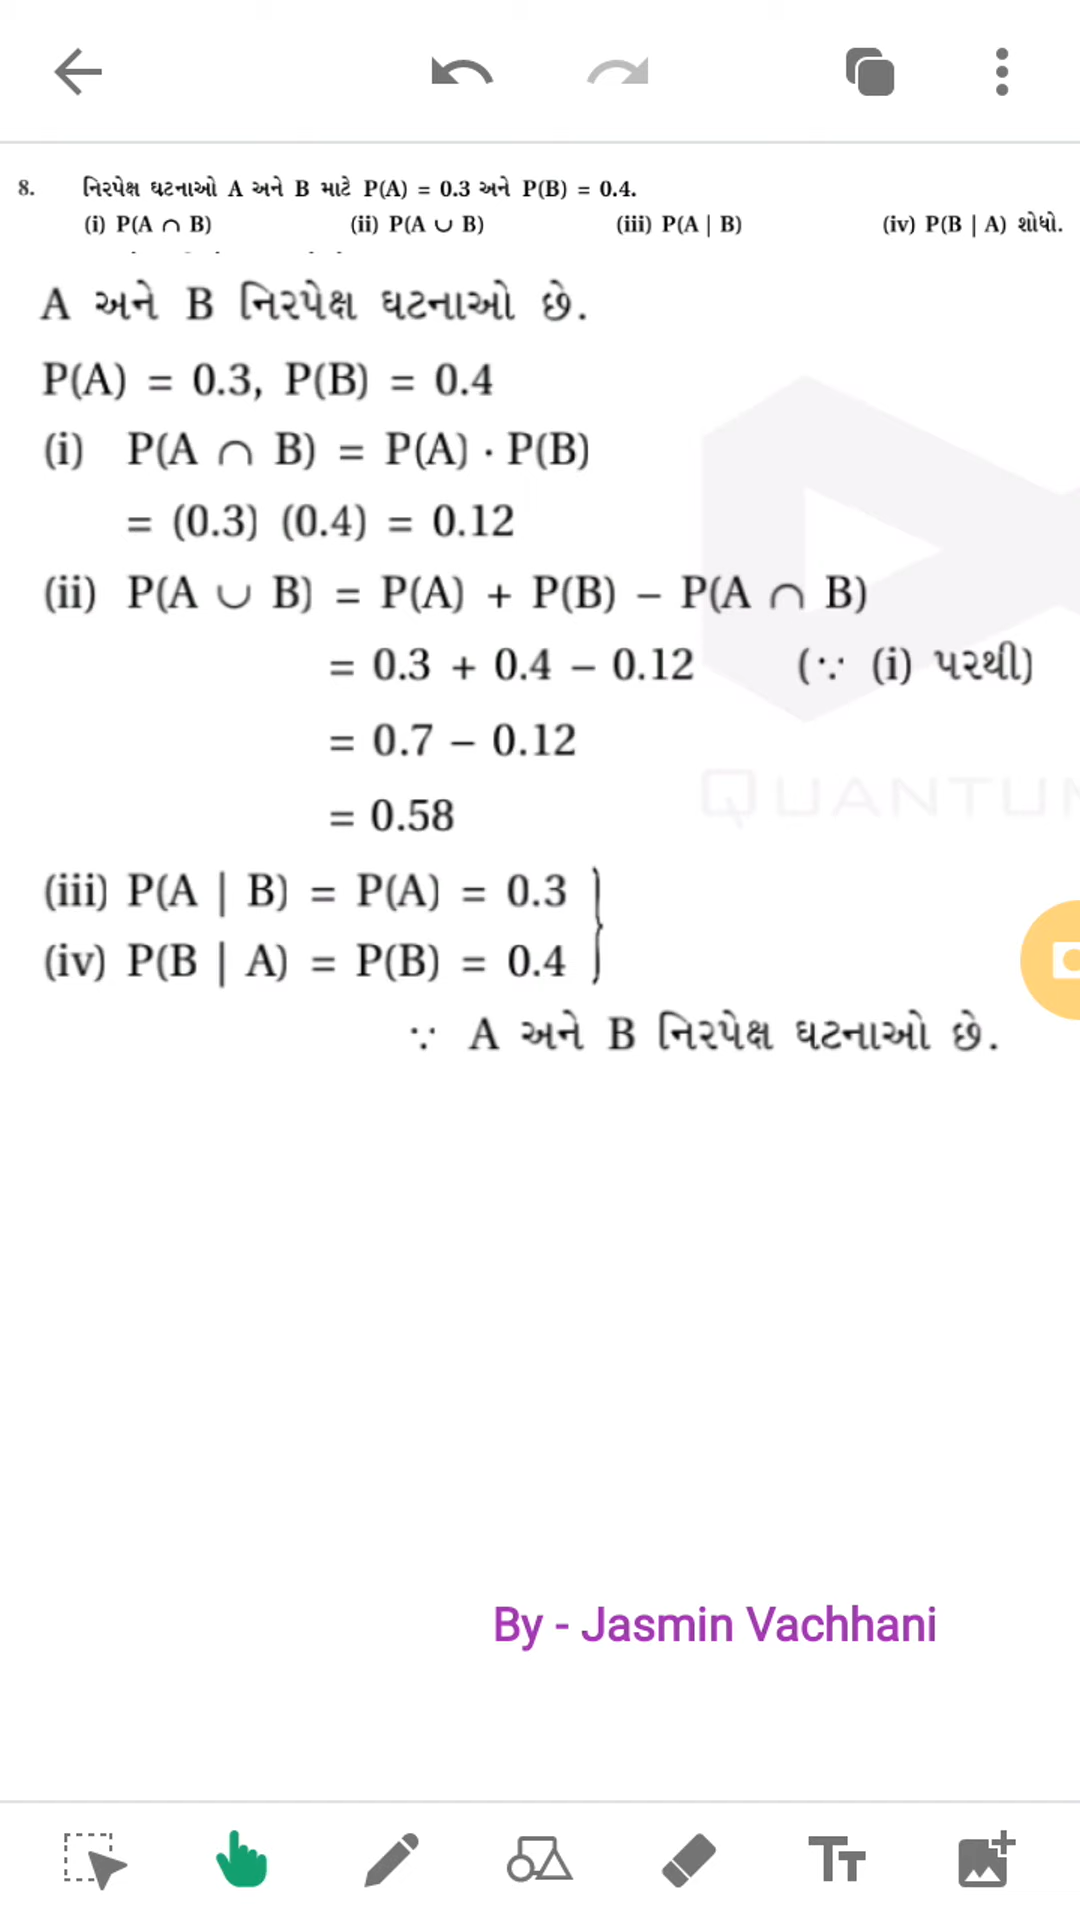 8. નિરપેક્ષ ઘટનાઓ A અને B માટે P(A) = 0.3 અને P(B) = 0.4.
(i) P(A ∩ B) (ii) P(A ∪ B) (iii) P(A | B) (iv) P(B | A) શોધો.
A અને B નિરપેક્ષ ઘટનાઓ છે.
P(A) = 0.3, P(B) = 0.4
(i) P(A ∩ B) = P(A) · P(B)
= (0.3) (0.4) = 0.12
(ii) P(A ∪ B) = P(A) + P(B) − P(A ∩ B)
= 0.3 + 0.4 − 0.12 (∵ (i) પરથી)
= 0.7 − 0.12
QUANTUM
= 0.58
(iii) P(A | B) = P(A) = 0.3 }
(iv) P(B | A) = P(B) = 0.4
∵ A અને B નિરપેક્ષ ઘટનાઓ છે.
By - Jasmin Vachhani
TT